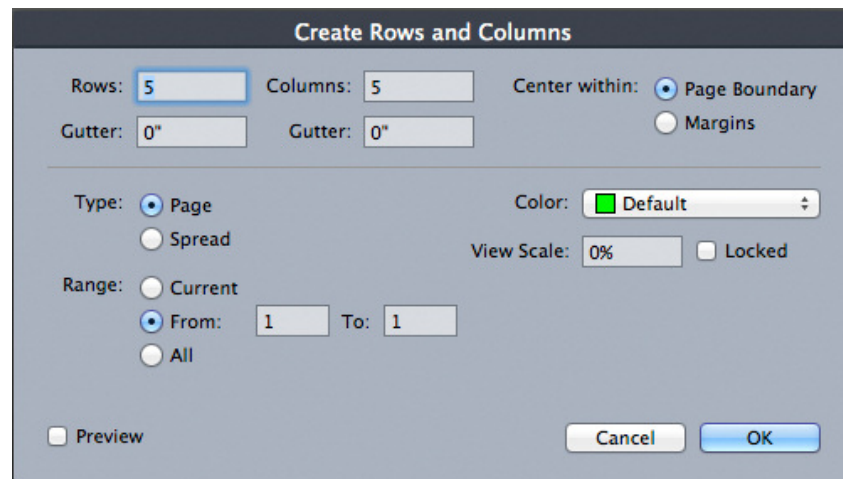 Create Rows and Columns
Rows: 5 Columns: 5 Center within: Page Boundary
Gutter: 0" Gutter: 0" Margins
Type: Page Color: Default
Spread View Scale: 0% Locked
Range: Current
From: 1 To: 1
All
Preview Cancel OK